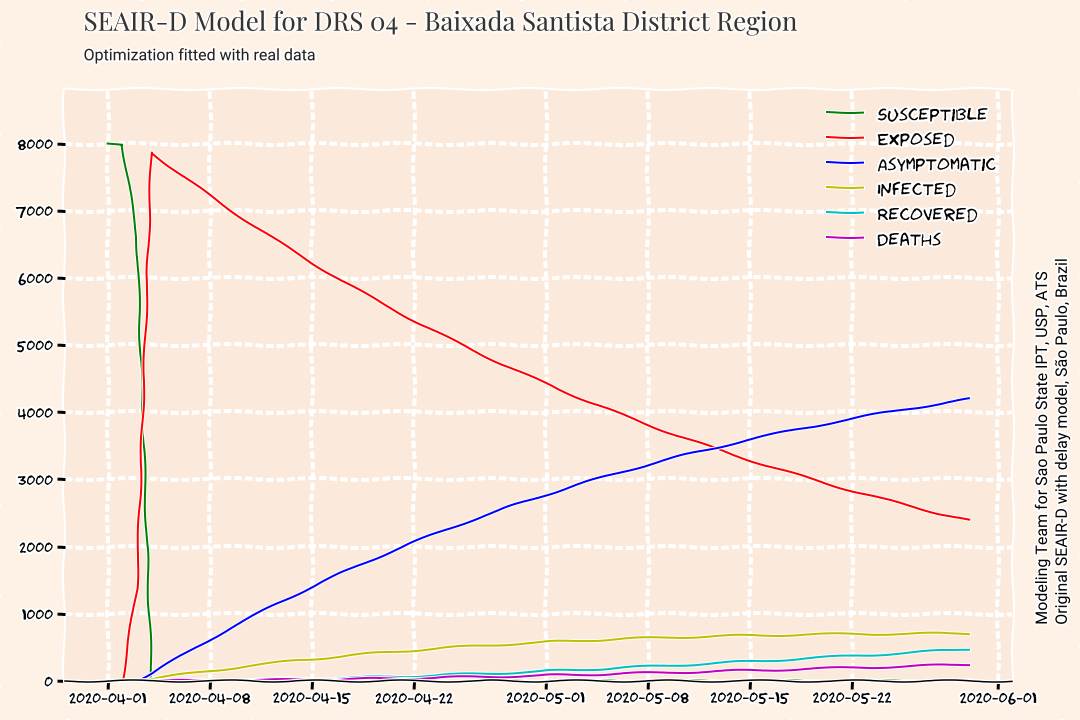 SEAIR-D Model for DRS 04 - Baixada Santista District Region
Optimization fitted with real data
SUSCEPTIBLE
EXPOSED
ASYMPTOMATIC
INFECTED
RECOVERED
DEATHS
8000
7000
6000
5000
4000
3000
2000
1000
0
2020-04-01 2020-04-08 2020-04-15 2020-04-22 2020-05-01 2020-05-08 2020-05-15 2020-05-22 2020-06-01
Modeling Team for Sao Paulo State IPT, USP, ATS
Original SEAIR-D with delay model, São Paulo, Brazil